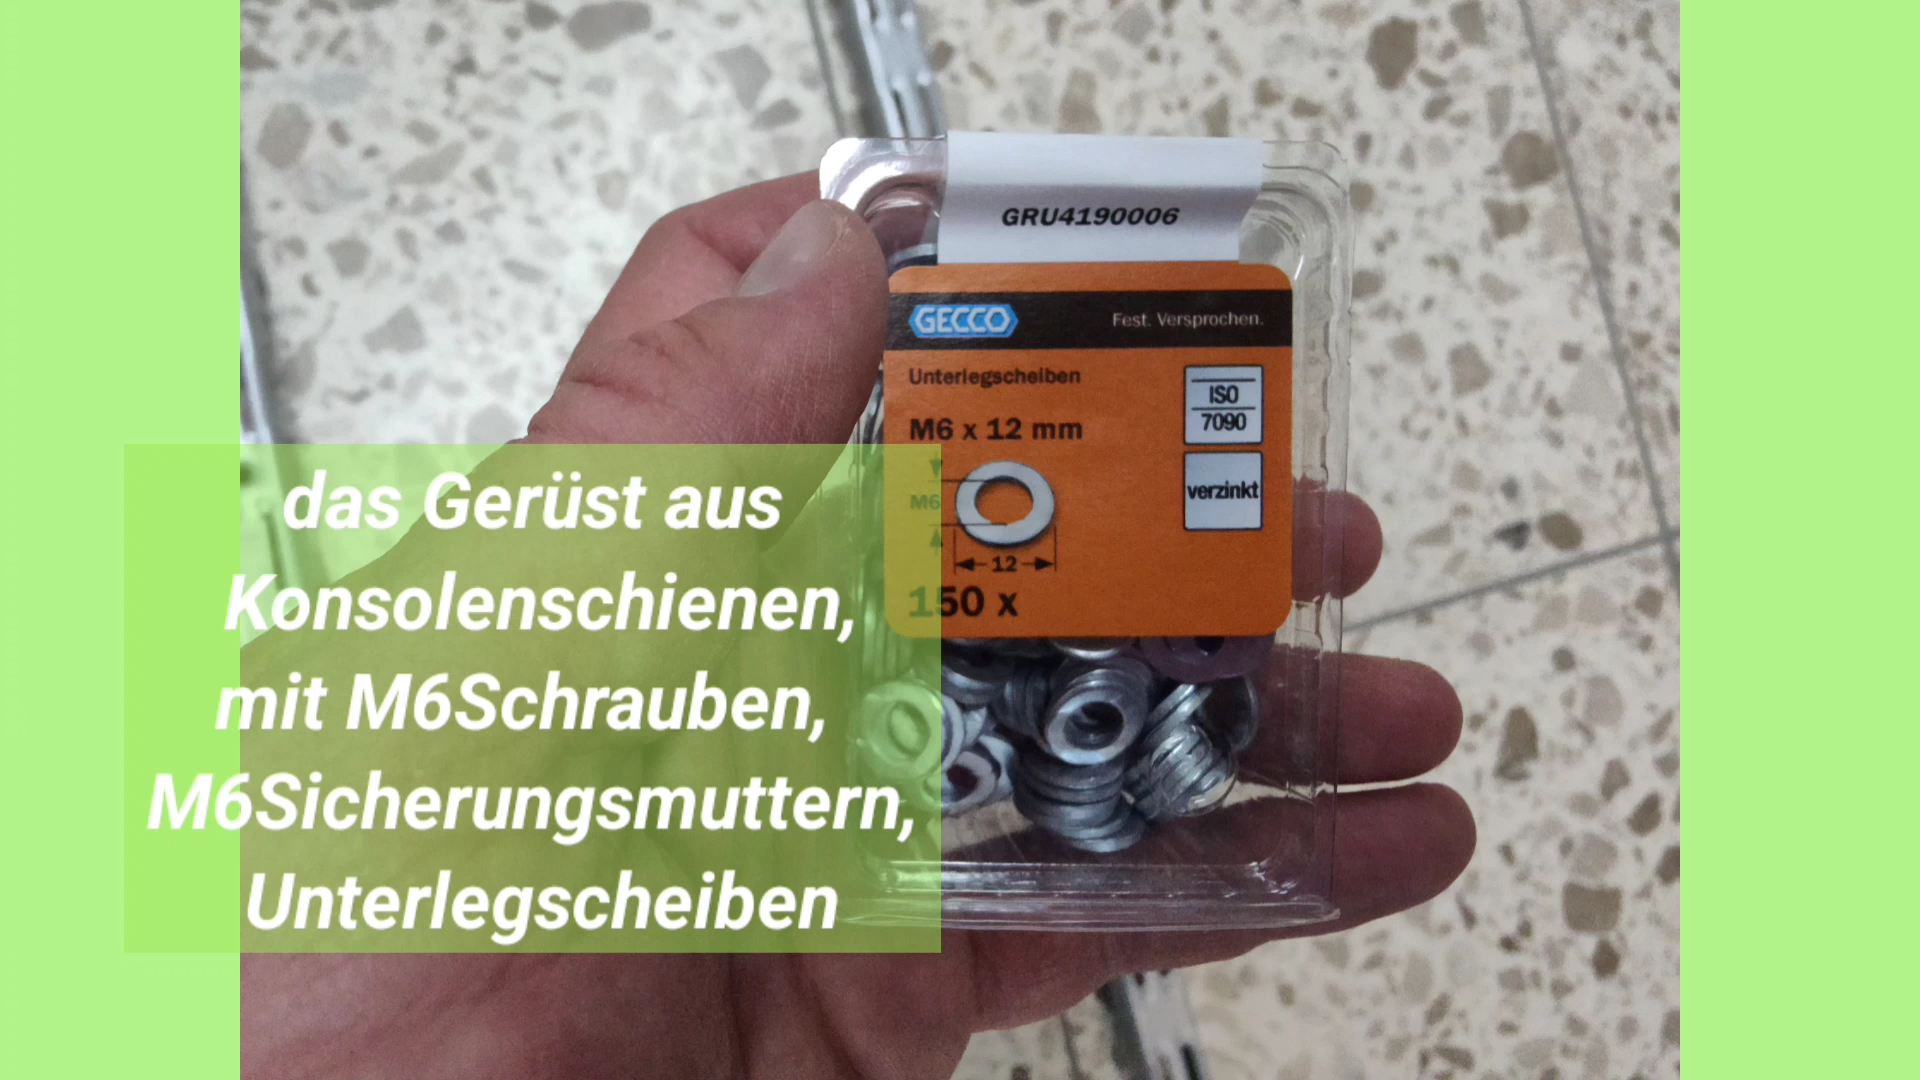 GRU4190006
GECCO
Fest. Versprochen.
Unterlegscheiben
M6 x 12 mm
ISO
7090
verzinkt
M6
12
150 x
das Gerüst aus
Konsolenschienen,
mit M6Schrauben,
M6Sicherungsmuttern,
Unterlegscheiben